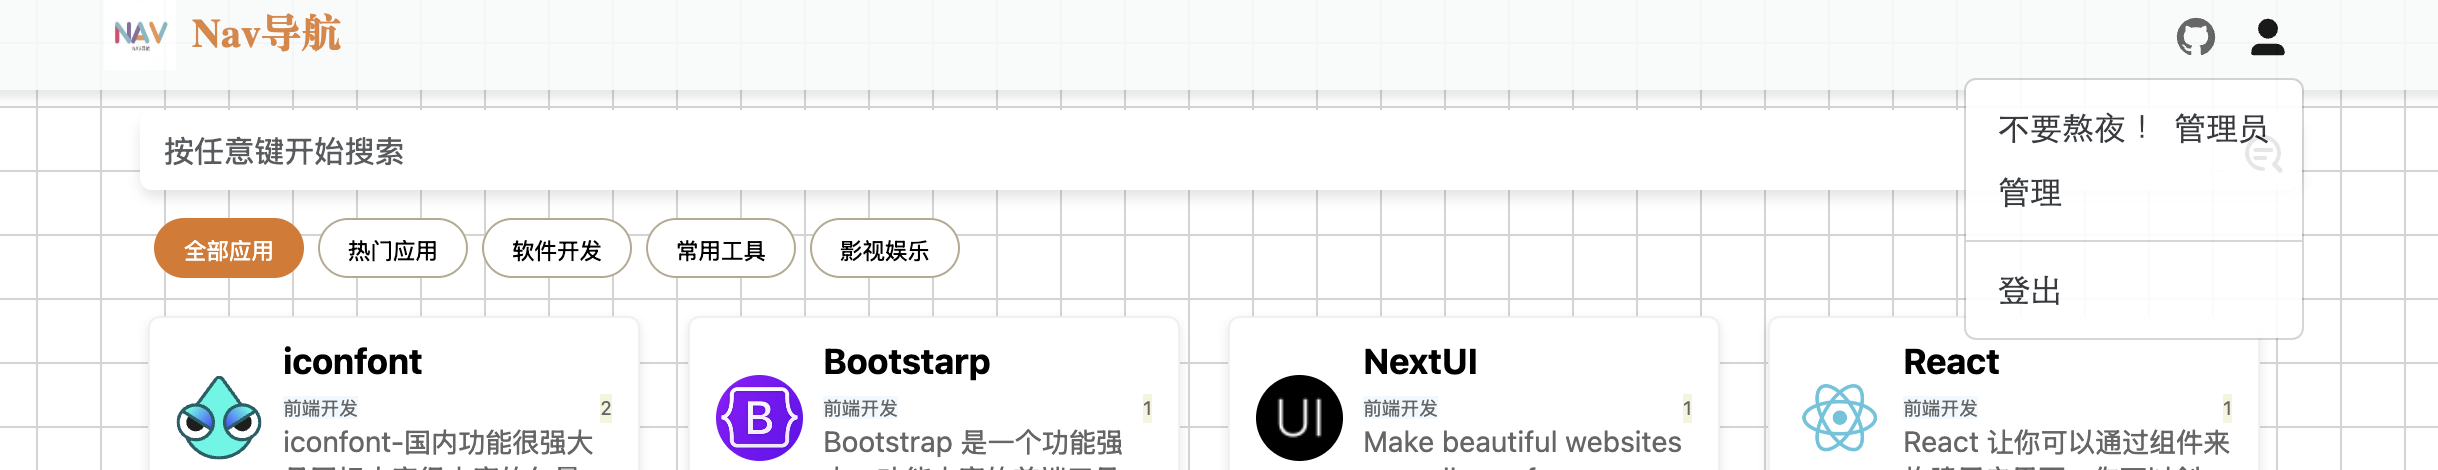 NAV
Nav导航
不要熬夜！ 管理员
管理
登出
按任意键开始搜索
全部应用
热门应用
软件开发
常用工具
影视娱乐
iconfont
前端开发
2
iconfont-国内功能很强大
Bootstarp
前端开发
1
Bootstrap 是一个功能强
NextUI
UI
前端开发
1
Make beautiful websites
React
前端开发
1
React 让你可以通过组件来